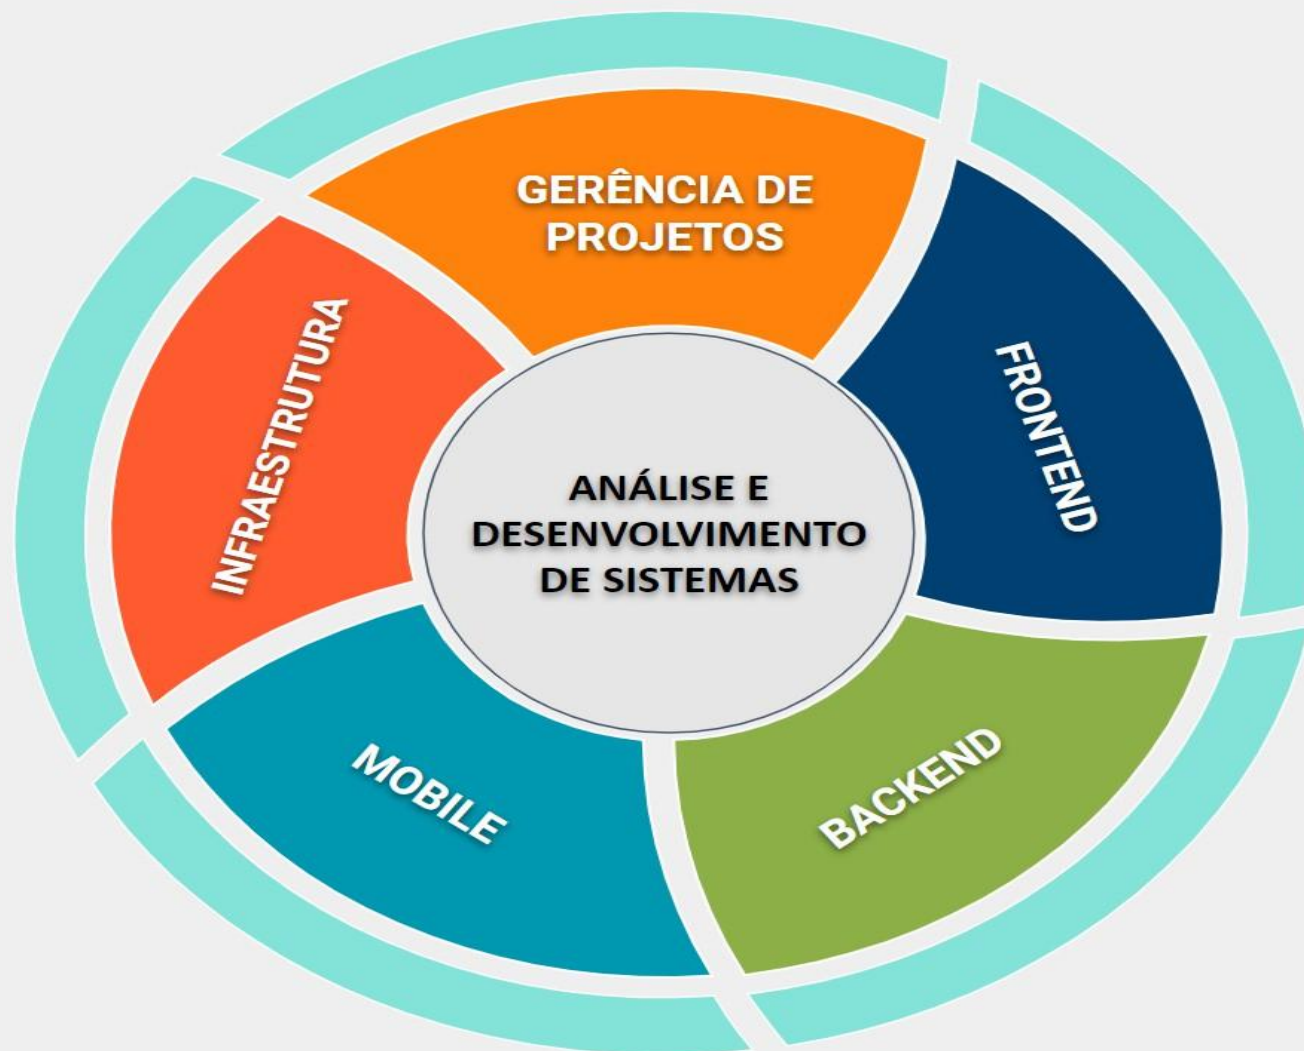 GERÊNCIA DE
PROJETOS
FRONTEND
BACKEND
MOBILE
INFRAESTRUTURA
ANÁLISE E
DESENVOLVIMENTO
DE SISTEMAS